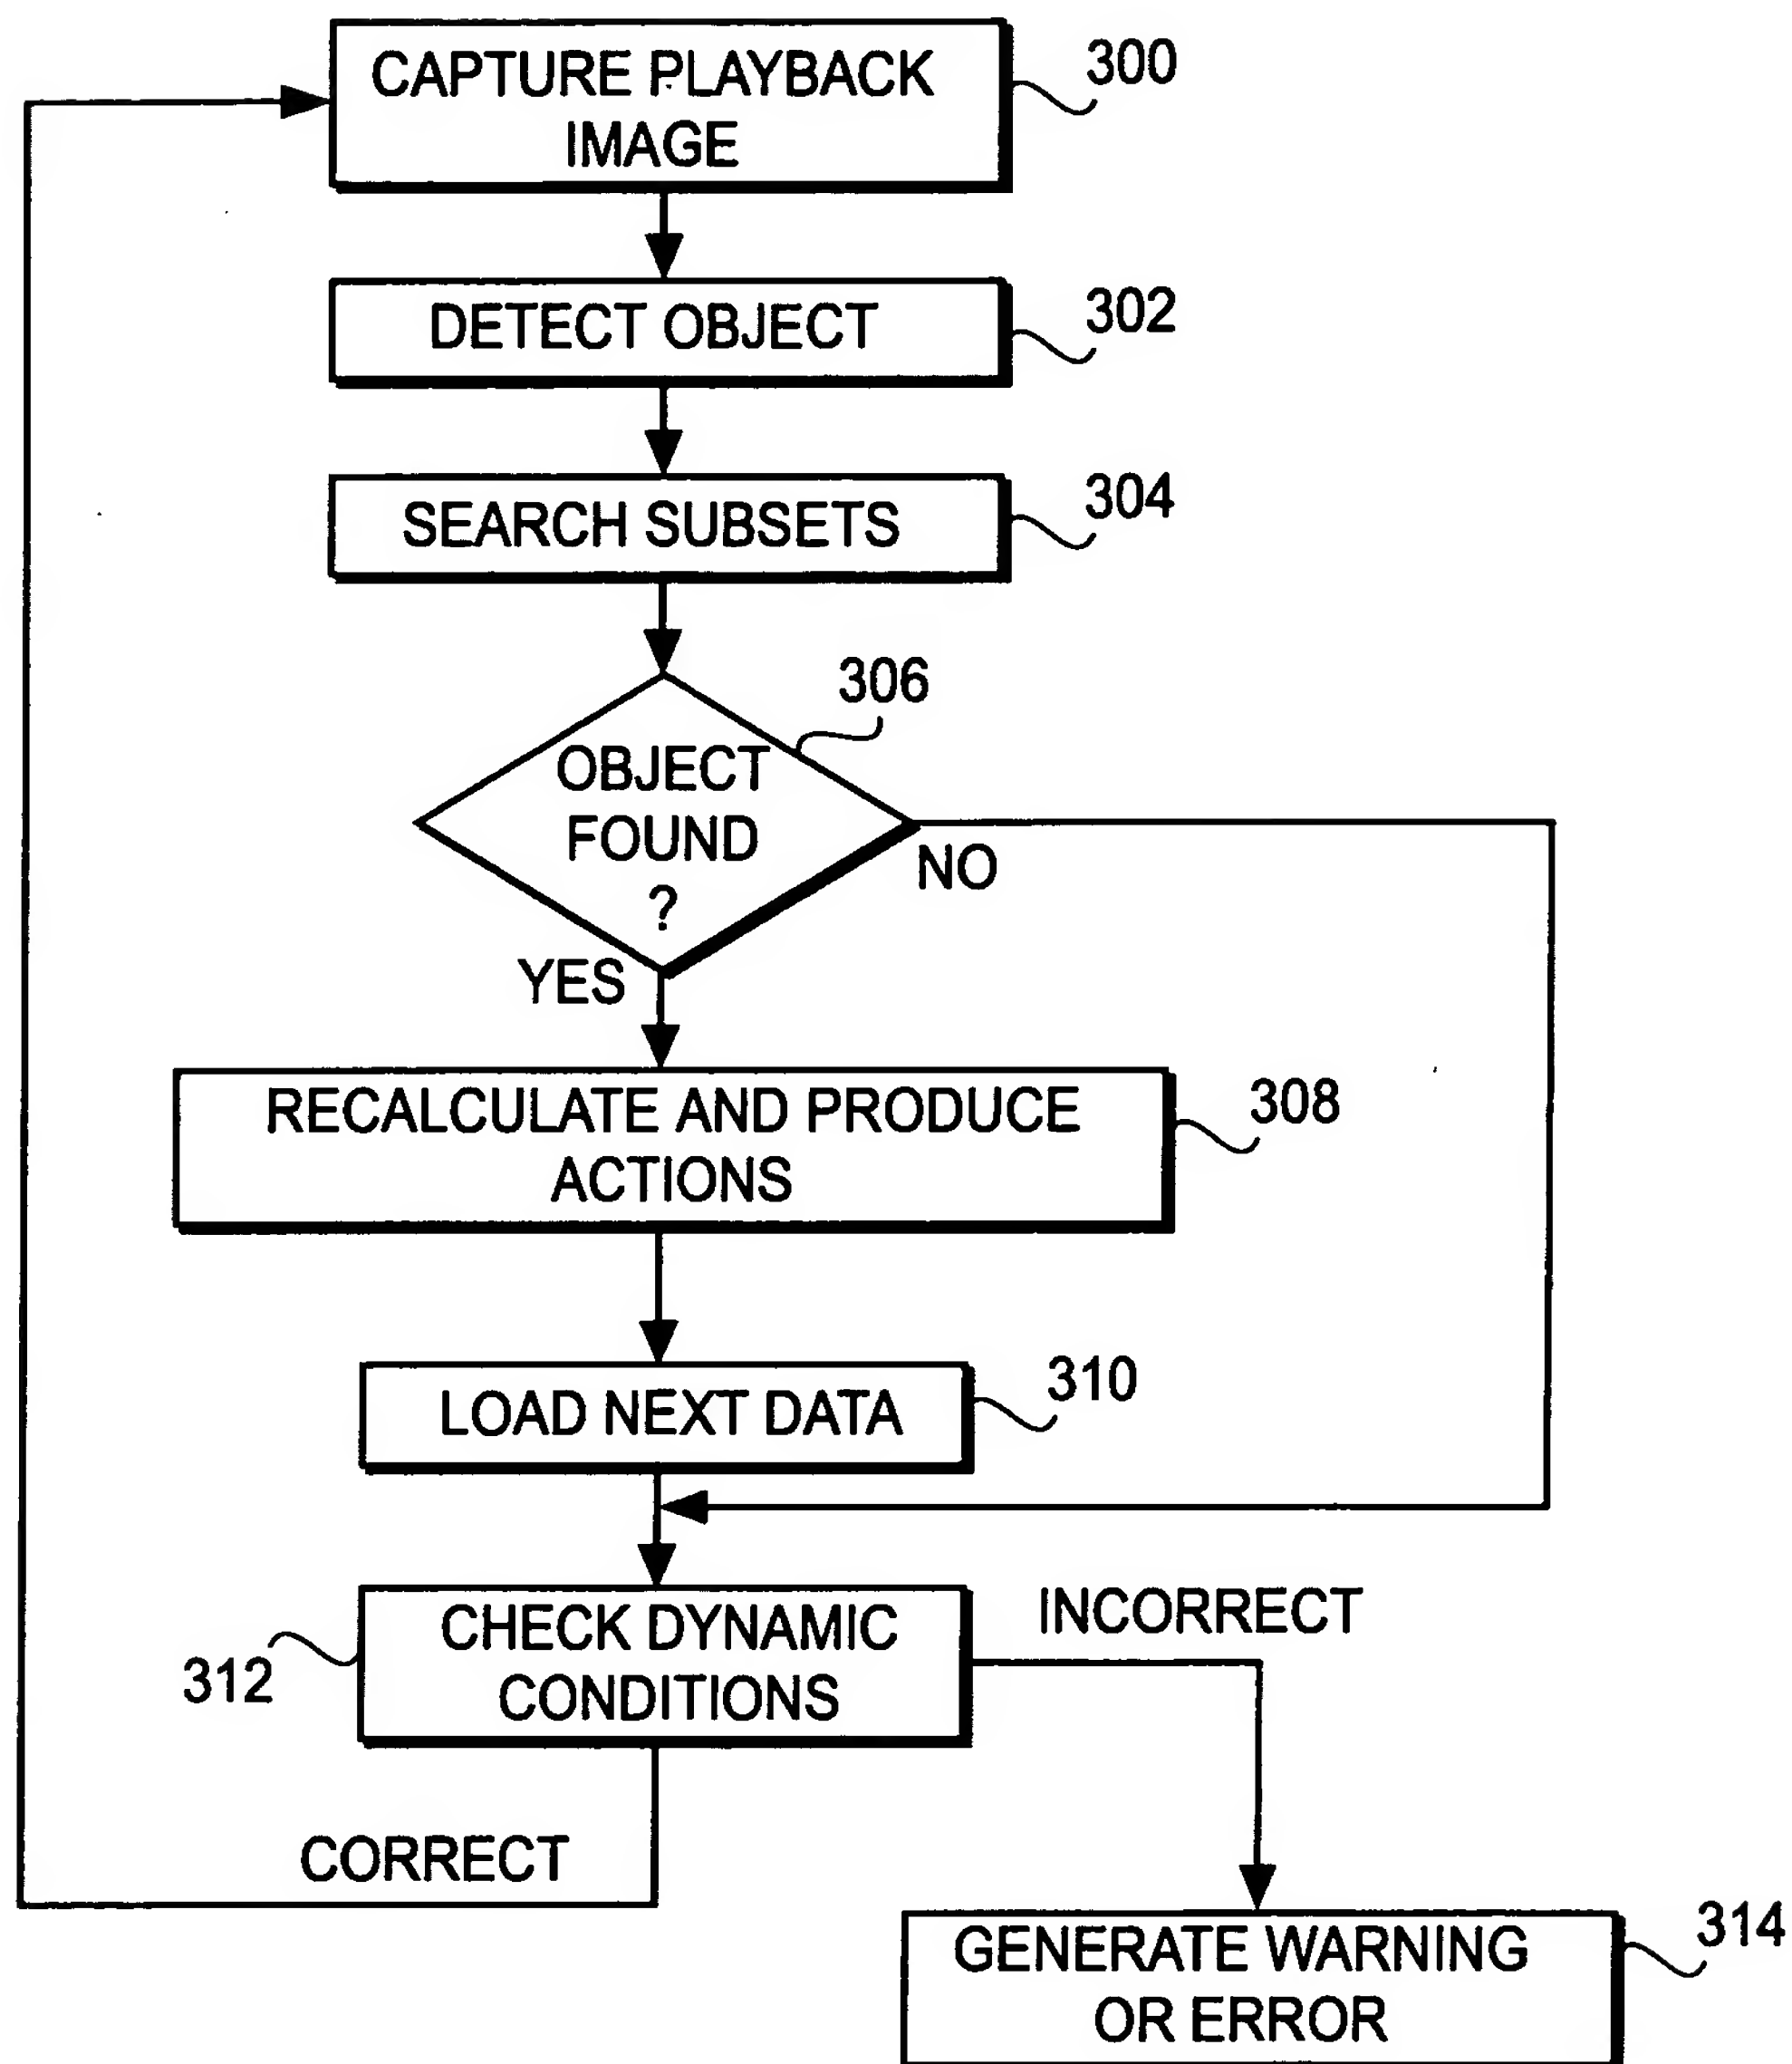 CAPTURE PLAYBACK
IMAGE
300
DETECT OBJECT
302
SEARCH SUBSETS
304
306
OBJECT
FOUND
?
NO
YES
RECALCULATE AND PRODUCE
ACTIONS
308
LOAD NEXT DATA
310
CHECK DYNAMIC
CONDITIONS
312
INCORRECT
CORRECT
GENERATE WARNING
OR ERROR
314